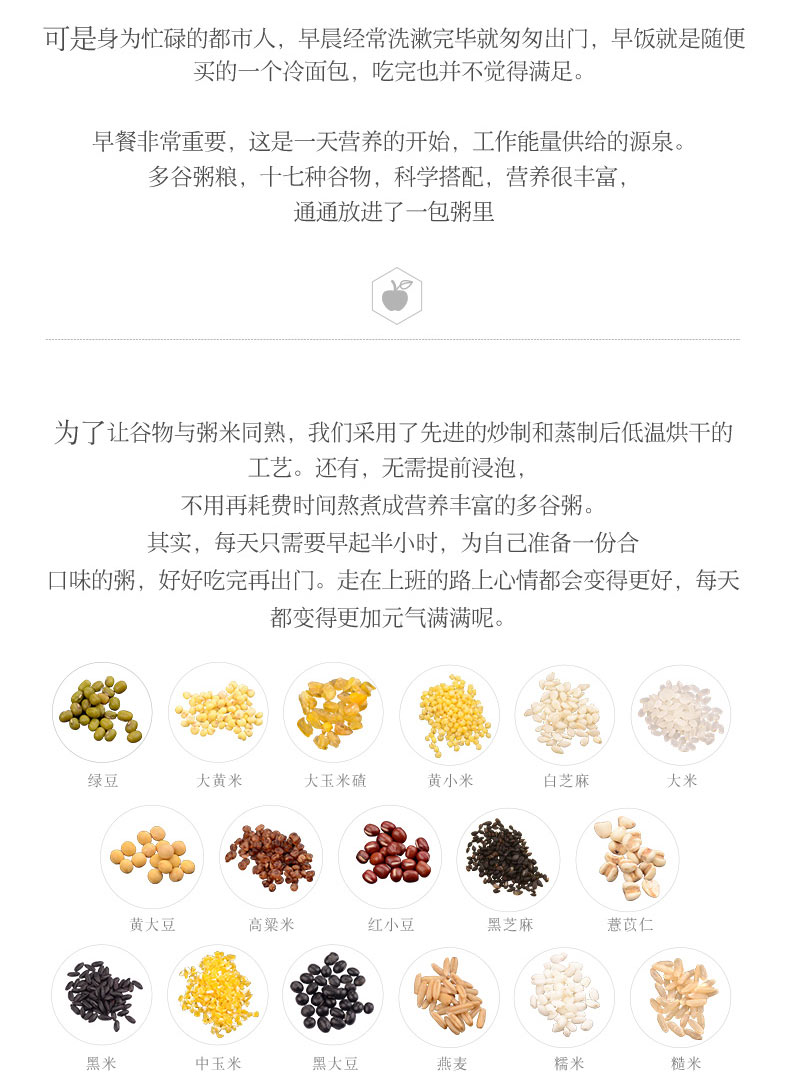 可是身为忙碌的都市人，早晨经常洗漱完毕就匆匆出门，早饭就是随便
买的一个冷面包，吃完也并不觉得满足。
早餐非常重要，这是一天营养的开始，工作能量供给的源泉。
多谷粥粮，十七种谷物，科学搭配，营养很丰富，
通通放进了一包粥里
为了让谷物与粥米同熟，我们采用了先进的炒制和蒸制后低温烘干的
工艺。还有，无需提前浸泡，
不用再耗费时间熬煮成营养丰富的多谷粥。
其实，每天只需要早起半小时，为自己准备一份合
口味的粥，好好吃完再出门。走在上班的路上心情都会变得更好，每天
都变得更加元气满满呢。
绿豆 大黄米 大玉米碴 黄小米 白芝麻 大米
黄大豆 高粱米 红小豆 黑芝麻 薏苡仁
黑米 中玉米 黑大豆 燕麦 糯米 糙米